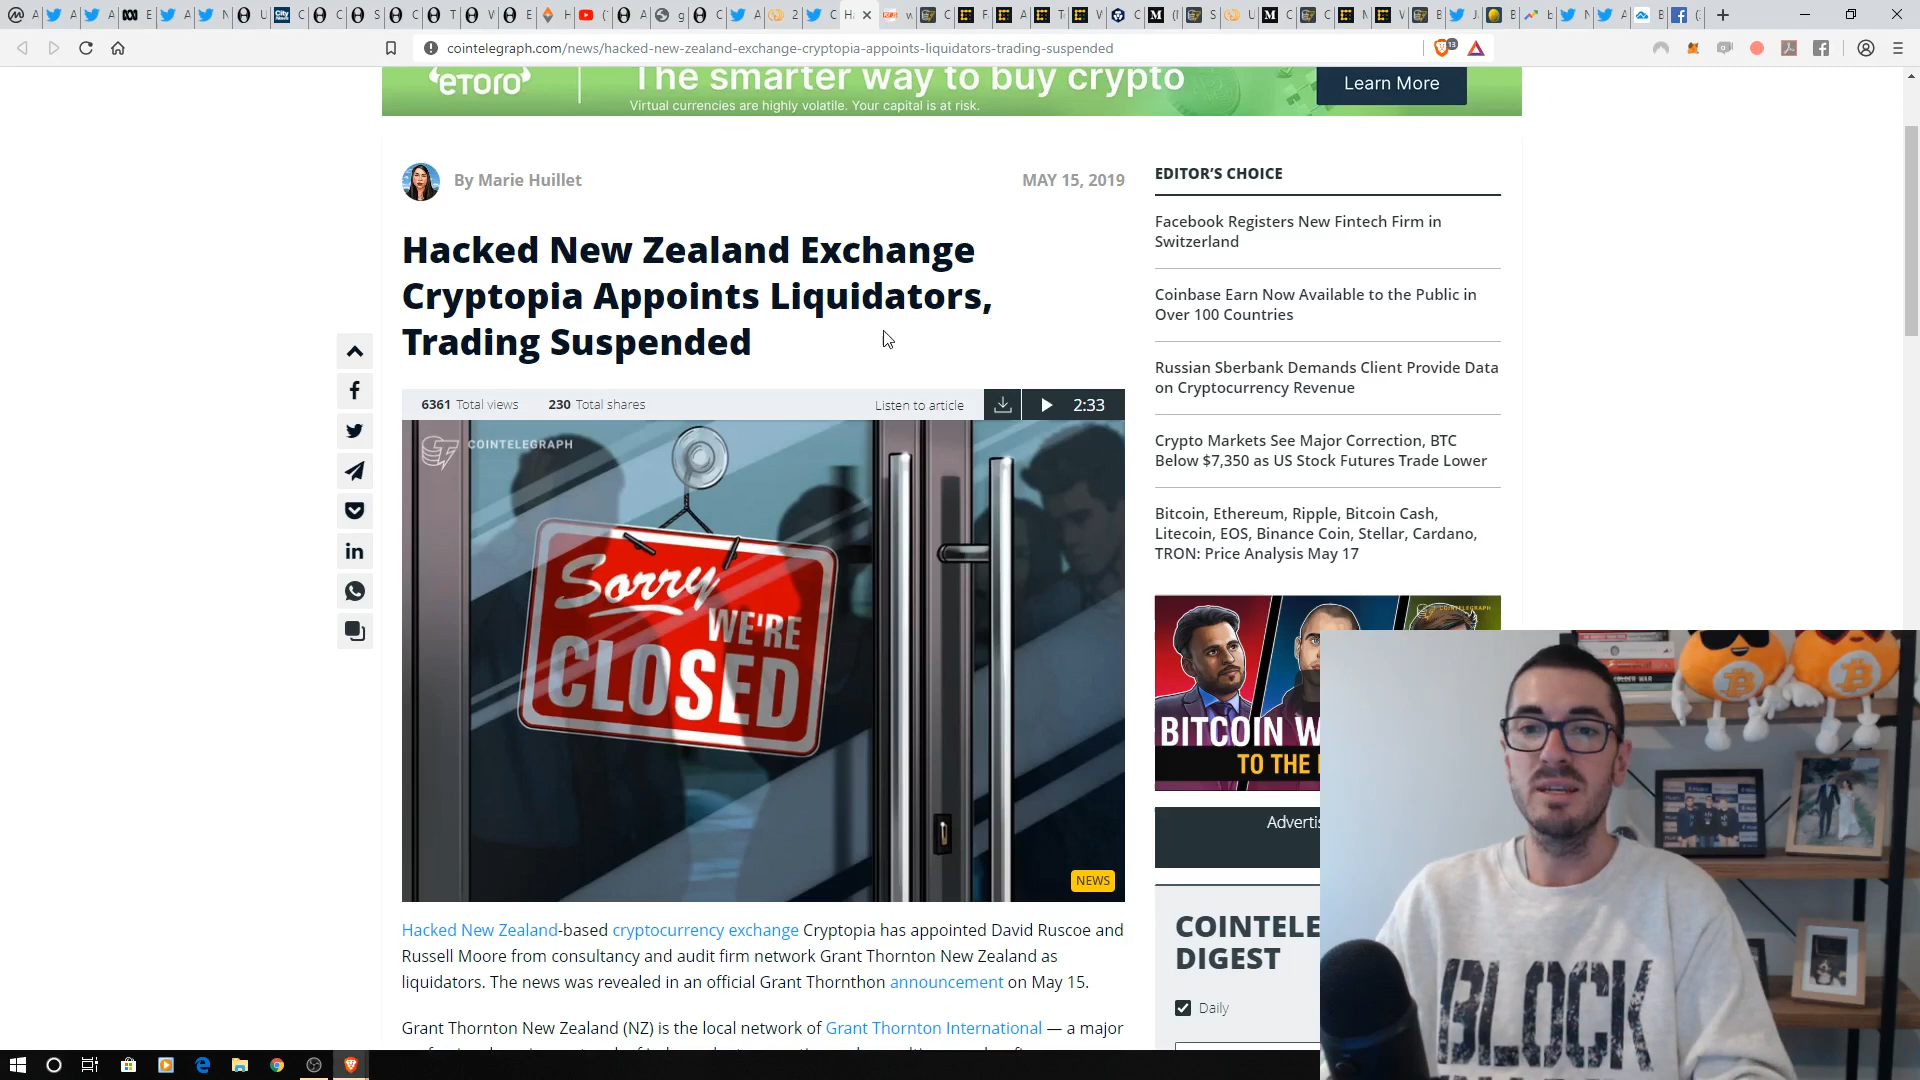 cointelegraph.com/news/hacked-new-zealand-exchange-cryptopia-appoints-liquidators-trading-suspended
13
eTORO
The smarter way to buy crypto
Virtual currencies are highly volatile. Your capital is at risk.
Learn More
By Marie Huillet
MAY 15, 2019
Hacked New Zealand Exchange
Cryptopia Appoints Liquidators,
Trading Suspended
6361 Total views
230 Total shares
Listen to article
2:33
COINTELEGRAPH
Sorry
WE'RE
CLOSED
NEWS
Hacked New Zealand-based cryptocurrency exchange Cryptopia has appointed David Ruscoe and
Russell Moore from consultancy and audit firm network Grant Thornton New Zealand as
liquidators. The news was revealed in an official Grant Thornthon announcement on May 15.
Grant Thornton New Zealand (NZ) is the local network of Grant Thornton International — a major
EDITOR'S CHOICE
Facebook Registers New Fintech Firm in
Switzerland
Coinbase Earn Now Available to the Public in
Over 100 Countries
Russian Sberbank Demands Client Provide Data
on Cryptocurrency Revenue
Crypto Markets See Major Correction, BTC
Below $7,350 as US Stock Futures Trade Lower
Bitcoin, Ethereum, Ripple, Bitcoin Cash,
Litecoin, EOS, Binance Coin, Stellar, Cardano,
TRON: Price Analysis May 17
COINTELEGRAPH
BITCOIN W
TO THE
Adverti
COINTELE
DIGEST
Daily
BLOCK